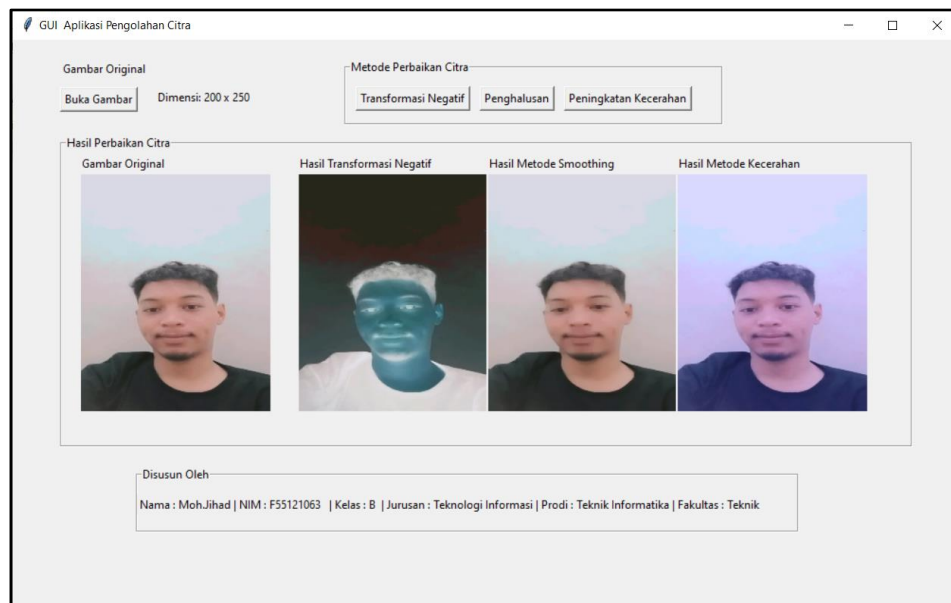 GUI Aplikasi Pengolahan Citra
Gambar Original
Metode Perbaikan Citra
Buka Gambar
Dimensi: 200 x 250
Transformasi Negatif
Penghalusan
Peningkatan Kecerahan
Hasil Perbaikan Citra
Gambar Original
Hasil Transformasi Negatif
Hasil Metode Smoothing
Hasil Metode Kecerahan
Disusun Oleh
Nama : Moh.Jihad | NIM : F55121063 | Kelas : B | Jurusan : Teknologi Informasi | Prodi : Teknik Informatika | Fakultas : Teknik